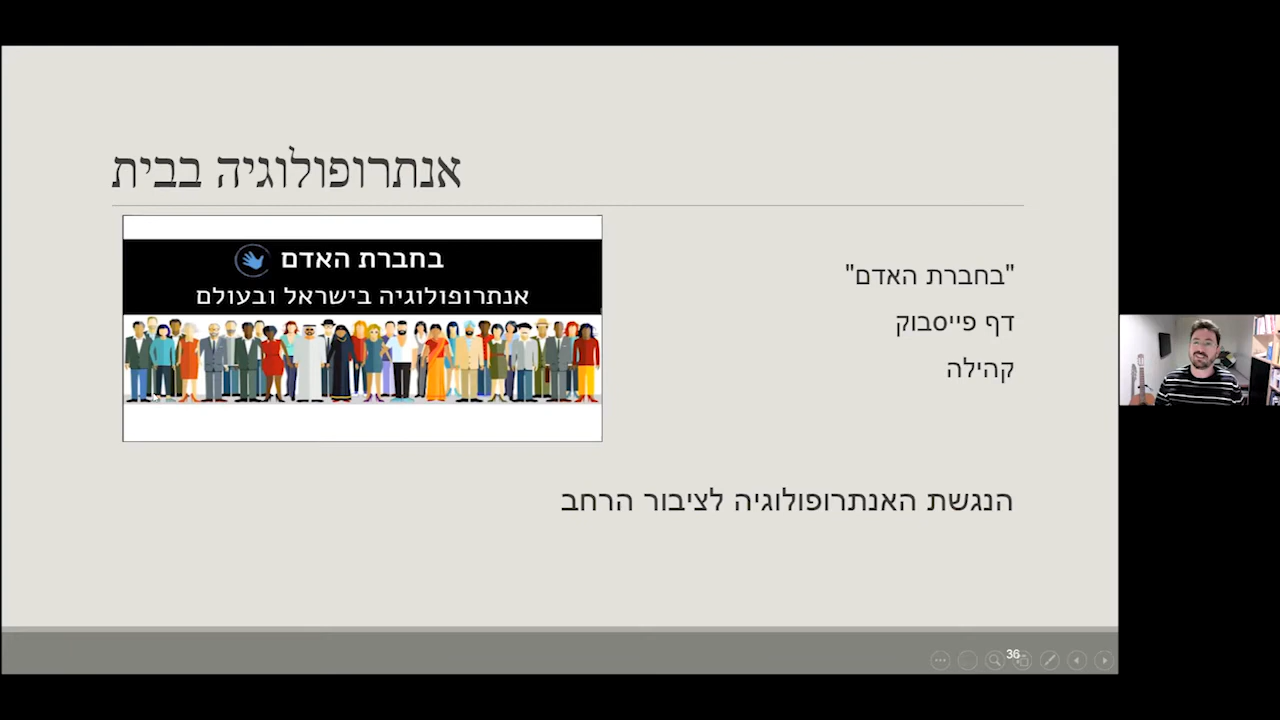 אנתרופולוגיה בבית
"בחברת האדם"
דף פייסבוק
קהילה
בחברת האדם
אנתרופולוגיה בישראל ובעולם
הנגשת האנתרופולוגיה לציבור הרחב
36